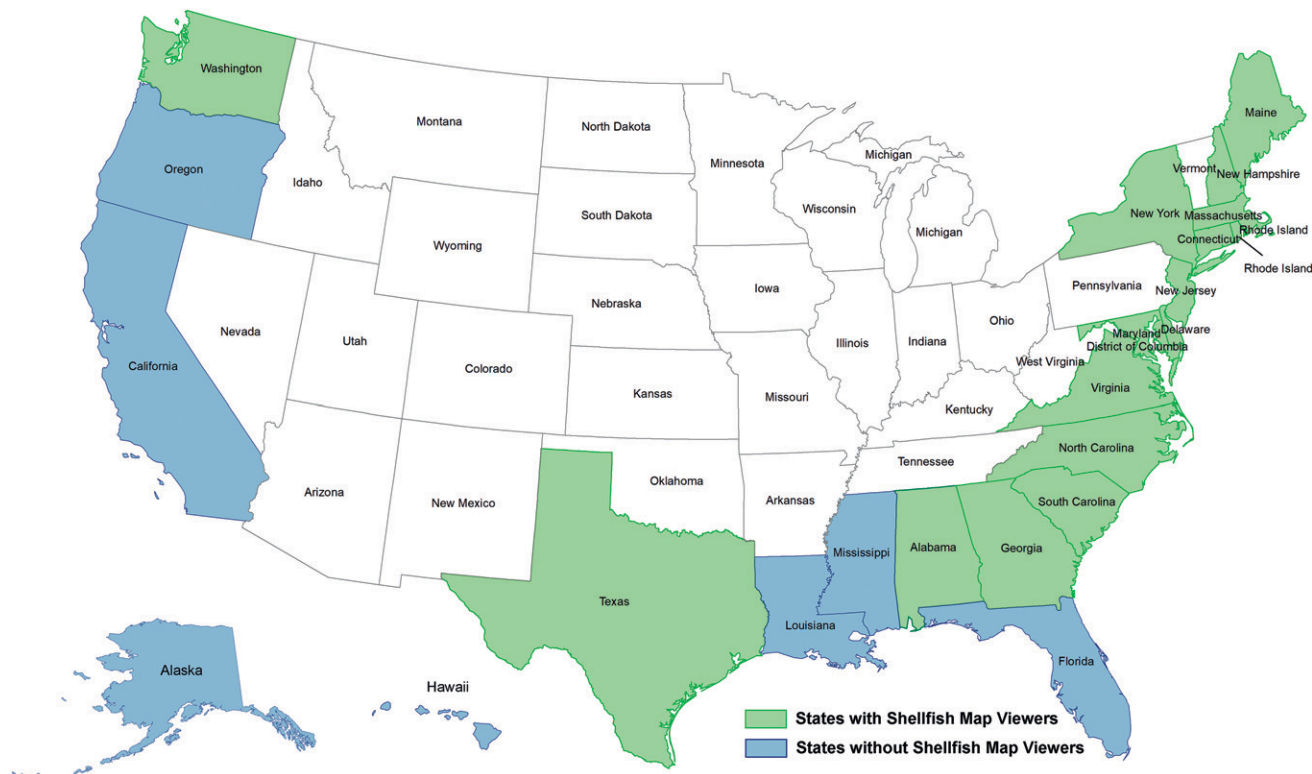 Washington
Montana
North Dakota
Minnesota
Michigan
Maine
Vermont
New Hampshire
Oregon
Idaho
South Dakota
Wisconsin
New York
Massachusetts
Wyoming
Michigan
Connecticut
Rhode Island
Rhode Island
Nebraska
Iowa
Pennsylvania
New Jersey
Nevada
Utah
Colorado
Illinois
Indiana
Ohio
Maryland
Delaware
District of Columbia
California
Kansas
Missouri
West Virginia
Virginia
Kentucky
North Carolina
Arizona
New Mexico
Oklahoma
Arkansas
Tennessee
South Carolina
Mississippi
Alabama
Georgia
Texas
Louisiana
Alaska
Hawaii
Florida
States with Shellfish Map Viewers
States without Shellfish Map Viewers